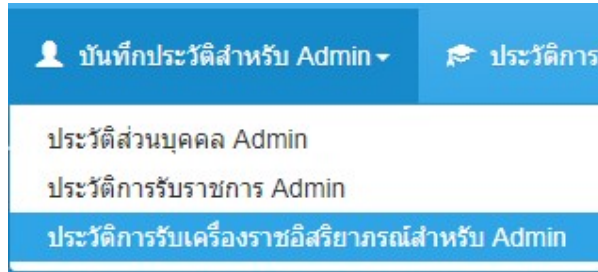 บันทึกประวัติสำหรับ Admin ประวัติการ
ประวัติส่วนบุคคล Admin
ประวัติการรับราชการ Admin
ประวัติการรับเครื่องราชอิสริยาภรณ์สำหรับ Admin